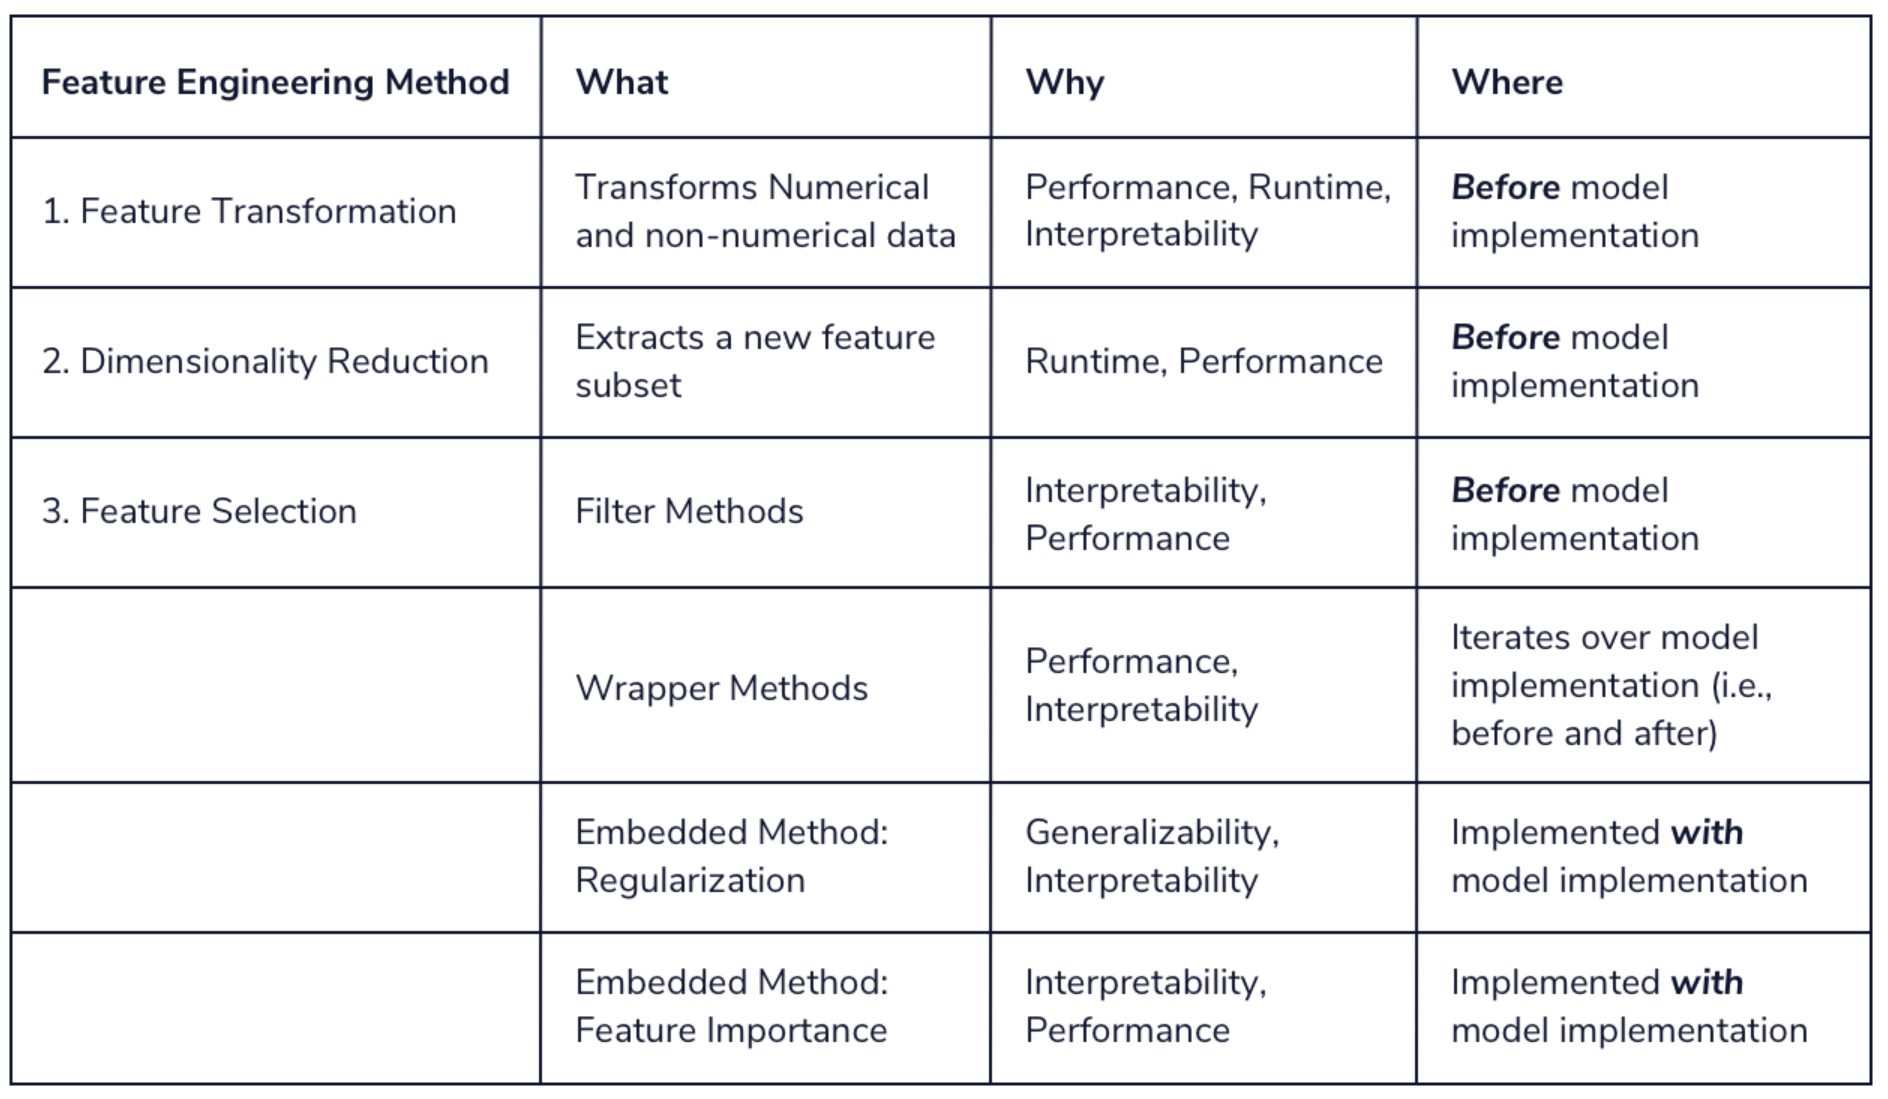 Feature Engineering Method
What
Why
Where
1. Feature Transformation
Transforms Numerical
and non-numerical data
Performance, Runtime,
Interpretability
Before model
implementation
2. Dimensionality Reduction
Extracts a new feature
subset
Runtime, Performance
Before model
implementation
3. Feature Selection
Filter Methods
Interpretability,
Performance
Before model
implementation
Wrapper Methods
Performance,
Interpretability
Iterates over model
implementation (i.e.,
before and after)
Embedded Method:
Regularization
Generalizability,
Interpretability
Implemented with
model implementation
Embedded Method:
Feature Importance
Interpretability,
Performance
Implemented with
model implementation